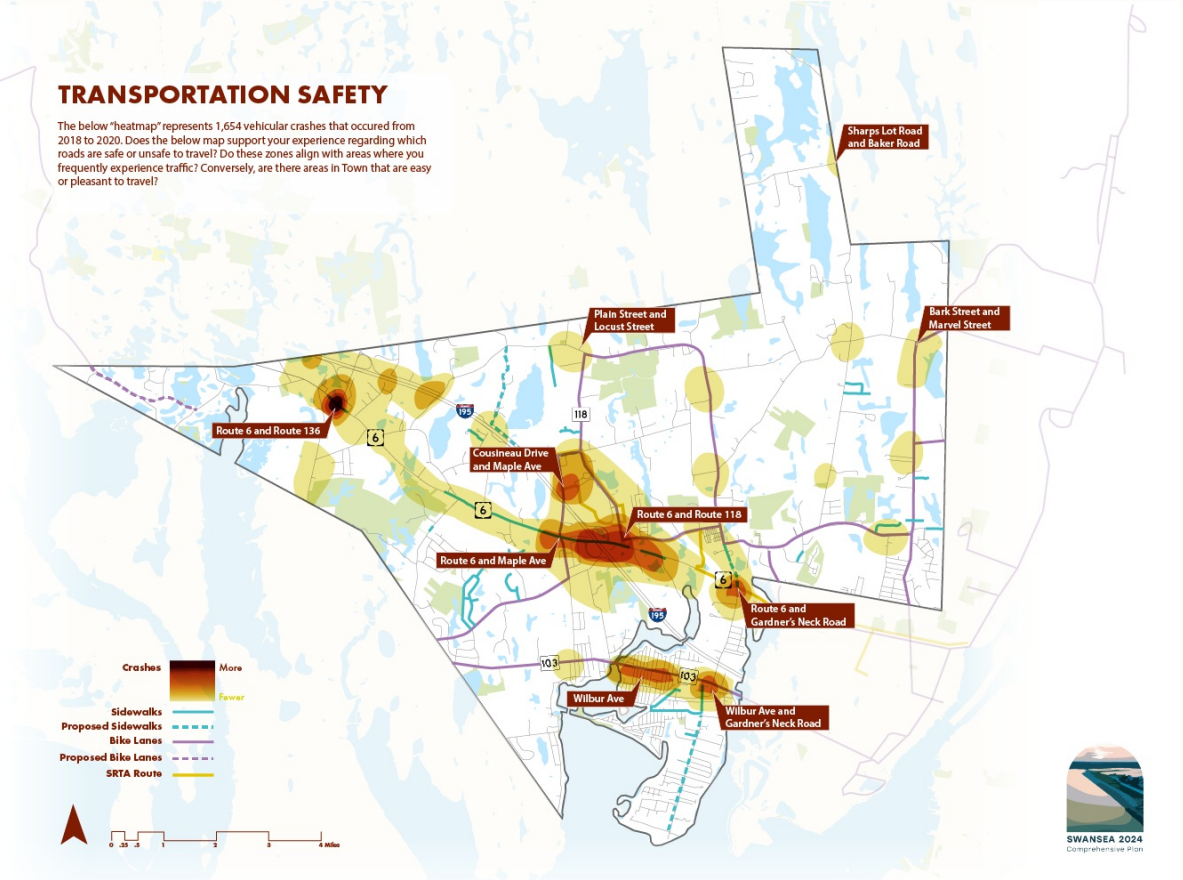 TRANSPORTATION SAFETY
The below "heatmap" represents 1,654 vehicular crashes that occured from
2018 to 2020. Does the below map support your experience regarding which
roads are safe or unsafe to travel? Do these zones align with areas where you
frequently experience traffic? Conversely, are there areas in Town that are easy
or pleasant to travel?
Sharps Lot Road
and Baker Road
Plain Street and
Locust Street
Bark Street and
Marvel Street
195
118
Route 6 and Route 136
6
Cousineau Drive
and Maple Ave
6
Route 6 and Route 118
Route 6 and Maple Ave
6
Route 6 and
Gardner's Neck Road
195
103
103
Wilbur Ave
Wilbur Ave and
Gardner's Neck Road
Crashes
More
Fewer
Sidewalks
Proposed Sidewalks
Bike Lanes
Proposed Bike Lanes
SRTA Route
0 .25 .5 1 2 3 4 Miles
SWANSEA 2024
Comprehensive Plan